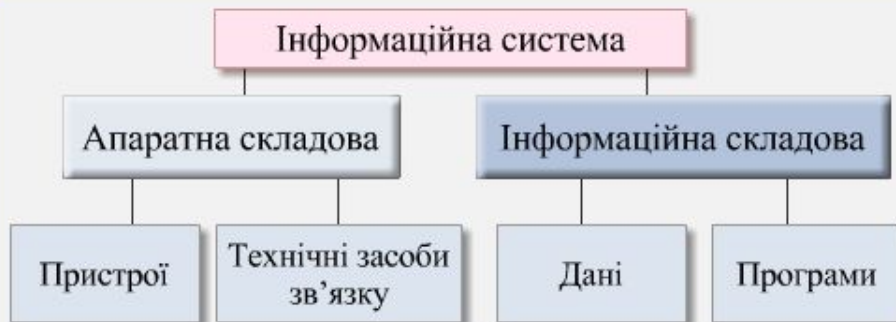 Інформаційна система
Апаратна складова
Інформаційна складова
Пристрої
Технічні засоби
зв’язку
Дані
Програми